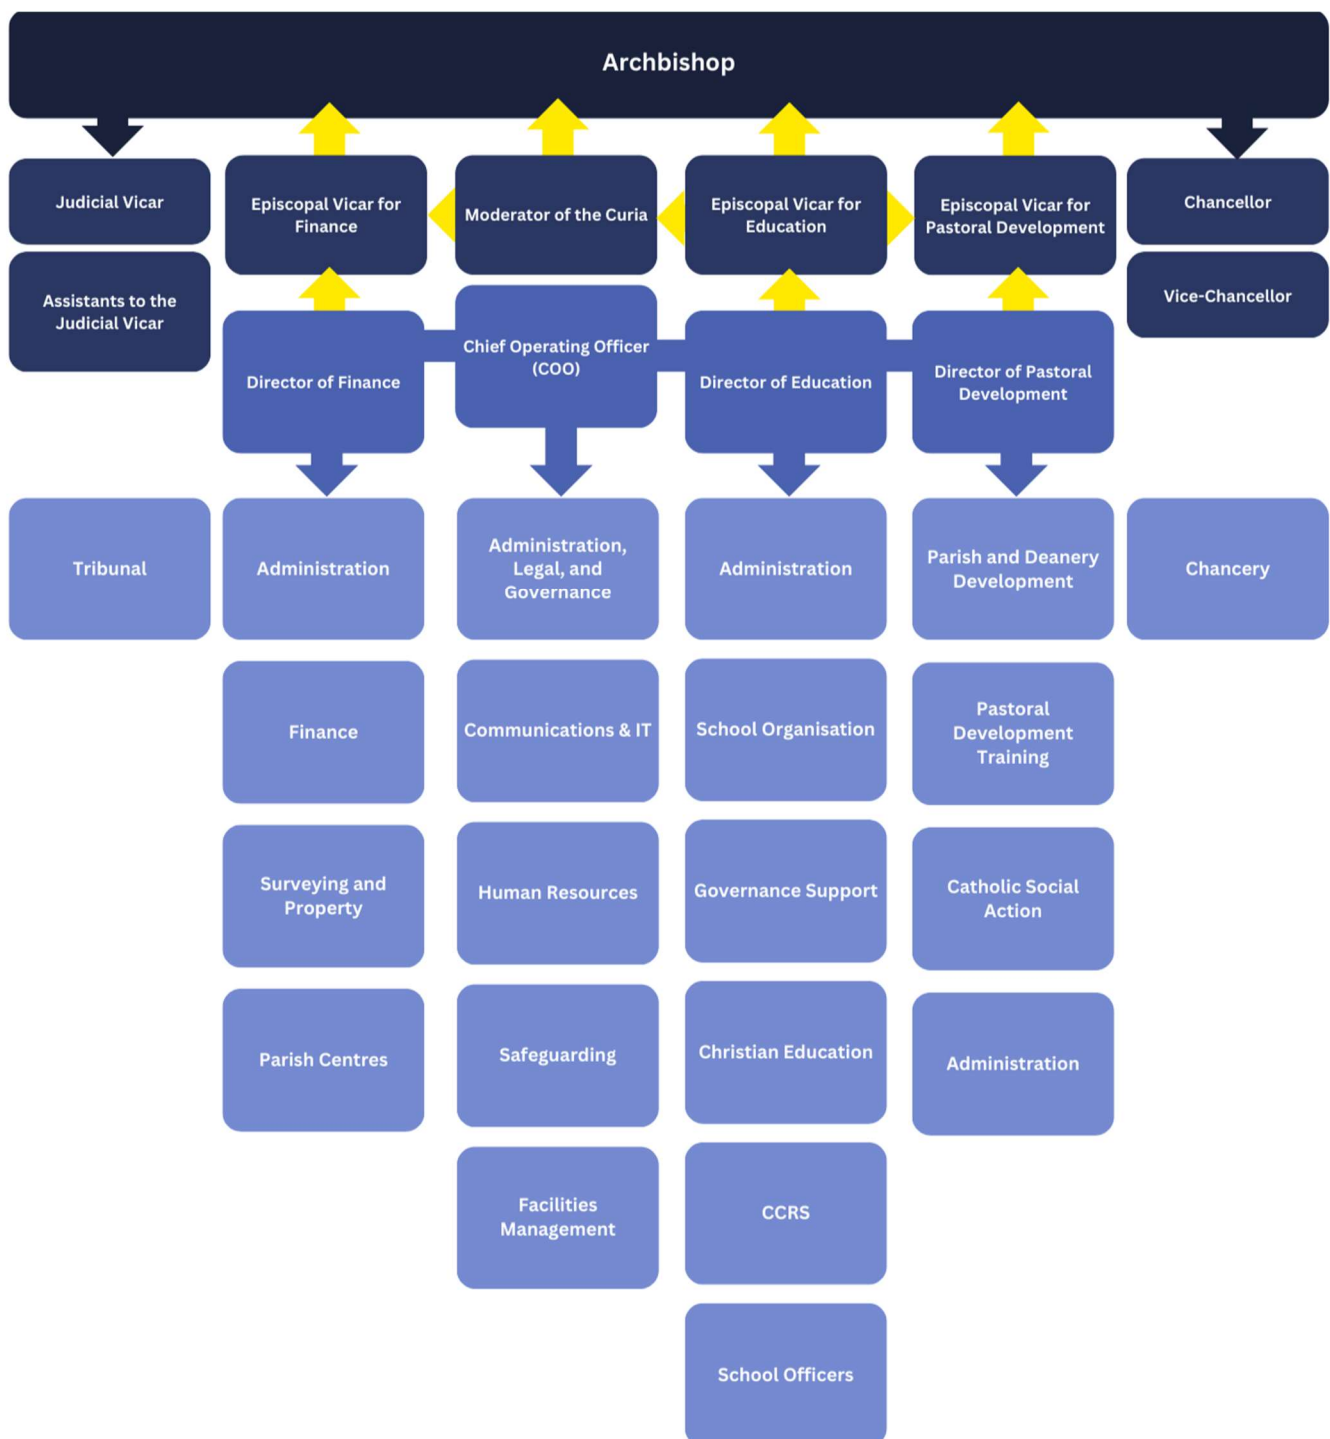 Archbishop
Judicial Vicar
Episcopal Vicar for
Finance
Moderator of the Curia
Episcopal Vicar for
Education
Episcopal Vicar for
Pastoral Development
Chancellor
Assistants to the
Judicial Vicar
Vice-Chancellor
Director of Finance
Chief Operating Officer
(COO)
Director of Education
Director of Pastoral
Development
Tribunal
Administration
Administration,
Legal, and
Governance
Administration
Parish and Deanery
Development
Chancery
Finance
Communications & IT
School Organisation
Pastoral
Development
Training
Surveying and
Property
Human Resources
Governance Support
Catholic Social
Action
Parish Centres
Safeguarding
Christian Education
Administration
Facilities
Management
CCRS
School Officers